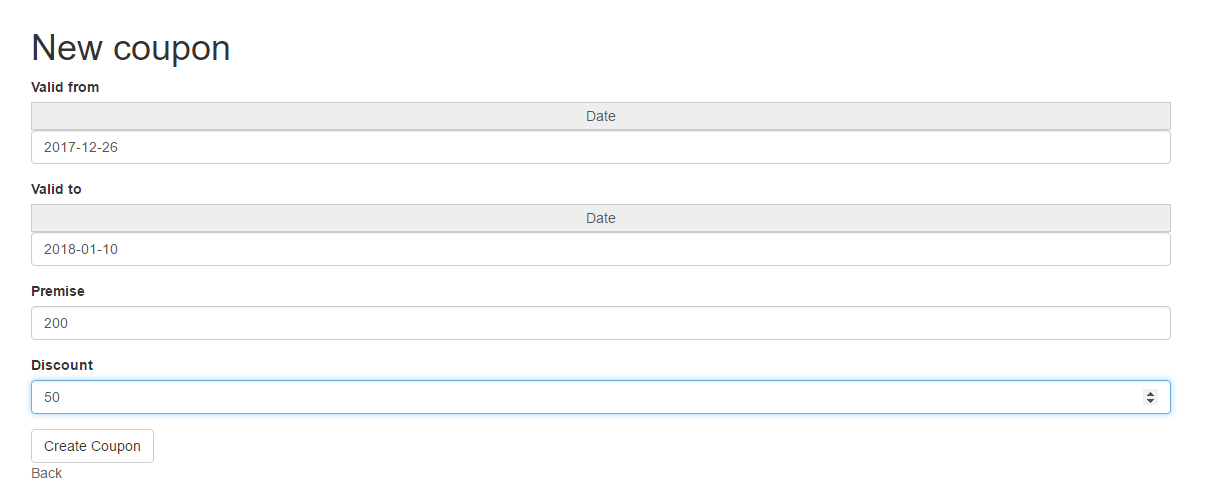 New coupon
Valid from
Date
2017-12-26
Valid to
Date
2018-01-10
Premise
200
Discount
50
Create Coupon
Back